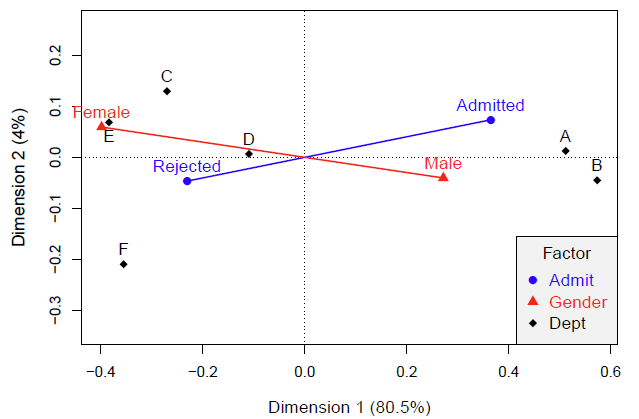 C
Female
E
D
Rejected
F
Admitted
Male
A
B
Factor
Admit
Gender
Dept
0.2
0.1
0.0
−0.1
−0.2
−0.3
Dimension 2 (4%)
−0.4
−0.2
0.0
0.2
0.4
0.6
Dimension 1 (80.5%)